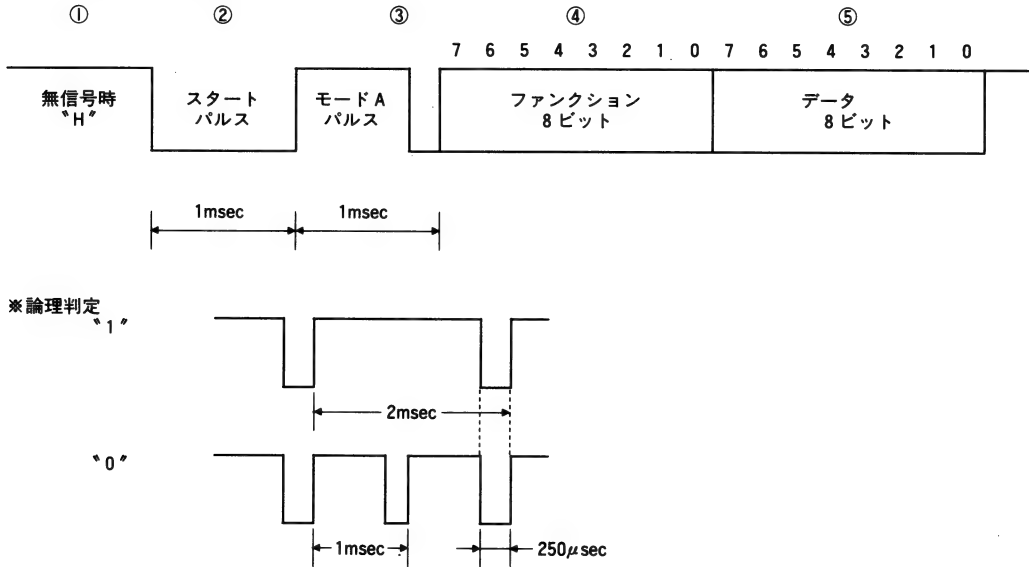 ① ② ③ ④ ⑤
7 6 5 4 3 2 1 0 7 6 5 4 3 2 1 0
無信号時
〝H〟
スタート
パルス
モードA
パルス
ファンクション
8ビット
データ
8ビット
1msec 1msec
※論理判定
〝1〟
2msec
〝0〟
1msec 250μsec